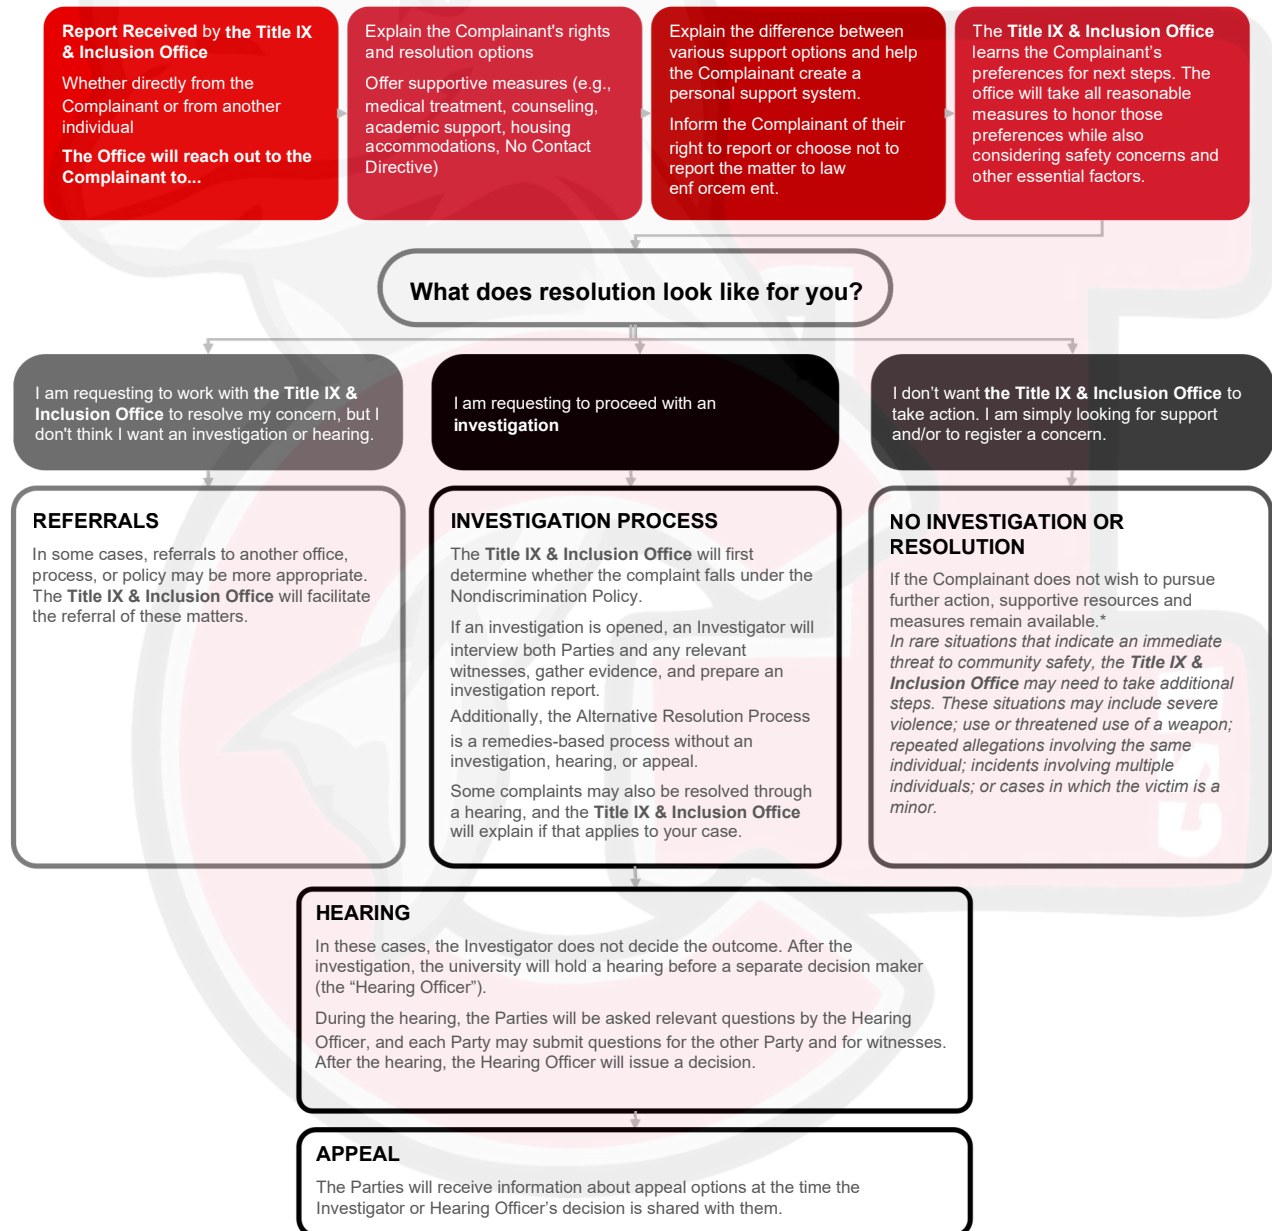 Report Received by the Title IX
& Inclusion Office
Whether directly from the
Complainant or from another
individual
The Office will reach out to the
Complainant to...
Explain the Complainant's rights
and resolution options
Offer supportive measures (e.g.,
medical treatment, counseling,
academic support, housing
accommodations, No Contact
Directive)
Explain the difference between
various support options and help
the Complainant create a
personal support system.
Inform the Complainant of their
right to report or choose not to
report the matter to law
enf orcem ent.
The Title IX & Inclusion Office
learns the Complainant's
preferences for next steps. The
office will take all reasonable
measures to honor those
preferences while also
considering safety concerns and
other essential factors.
What does resolution look like for you?
I am requesting to work with the Title IX &
Inclusion Office to resolve my concern, but I
don't think I want an investigation or hearing.
I am requesting to proceed with an
investigation
I don't want the Title IX & Inclusion Office to
take action. I am simply looking for support
and/or to register a concern.
REFERRALS
In some cases, referrals to another office,
process, or policy may be more appropriate.
The Title IX & Inclusion Office will facilitate
the referral of these matters.
INVESTIGATION PROCESS
The Title IX & Inclusion Office will first
determine whether the complaint falls under the
Nondiscrimination Policy.
If an investigation is opened, an Investigator will
interview both Parties and any relevant
witnesses, gather evidence, and prepare an
investigation report.
Additionally, the Alternative Resolution Process
is a remedies-based process without an
investigation, hearing, or appeal.
Some complaints may also be resolved through
a hearing, and the Title IX & Inclusion Office
will explain if that applies to your case.
NO INVESTIGATION OR
RESOLUTION
If the Complainant does not wish to pursue
further action, supportive resources and
measures remain available.*
In rare situations that indicate an immediate
threat to community safety, the Title IX &
Inclusion Office may need to take additional
steps. These situations may include severe
violence; use or threatened use of a weapon;
repeated allegations involving the same
individual; incidents involving multiple
individuals; or cases in which the victim is a
minor.
HEARING
In these cases, the Investigator does not decide the outcome. After the
investigation, the university will hold a hearing before a separate decision maker
(the “Hearing Officer”).
During the hearing, the Parties will be asked relevant questions by the Hearing
Officer, and each Party may submit questions for the other Party and for witnesses.
After the hearing, the Hearing Officer will issue a decision.
APPEAL
The Parties will receive information about appeal options at the time the
Investigator or Hearing Officer's decision is shared with them.